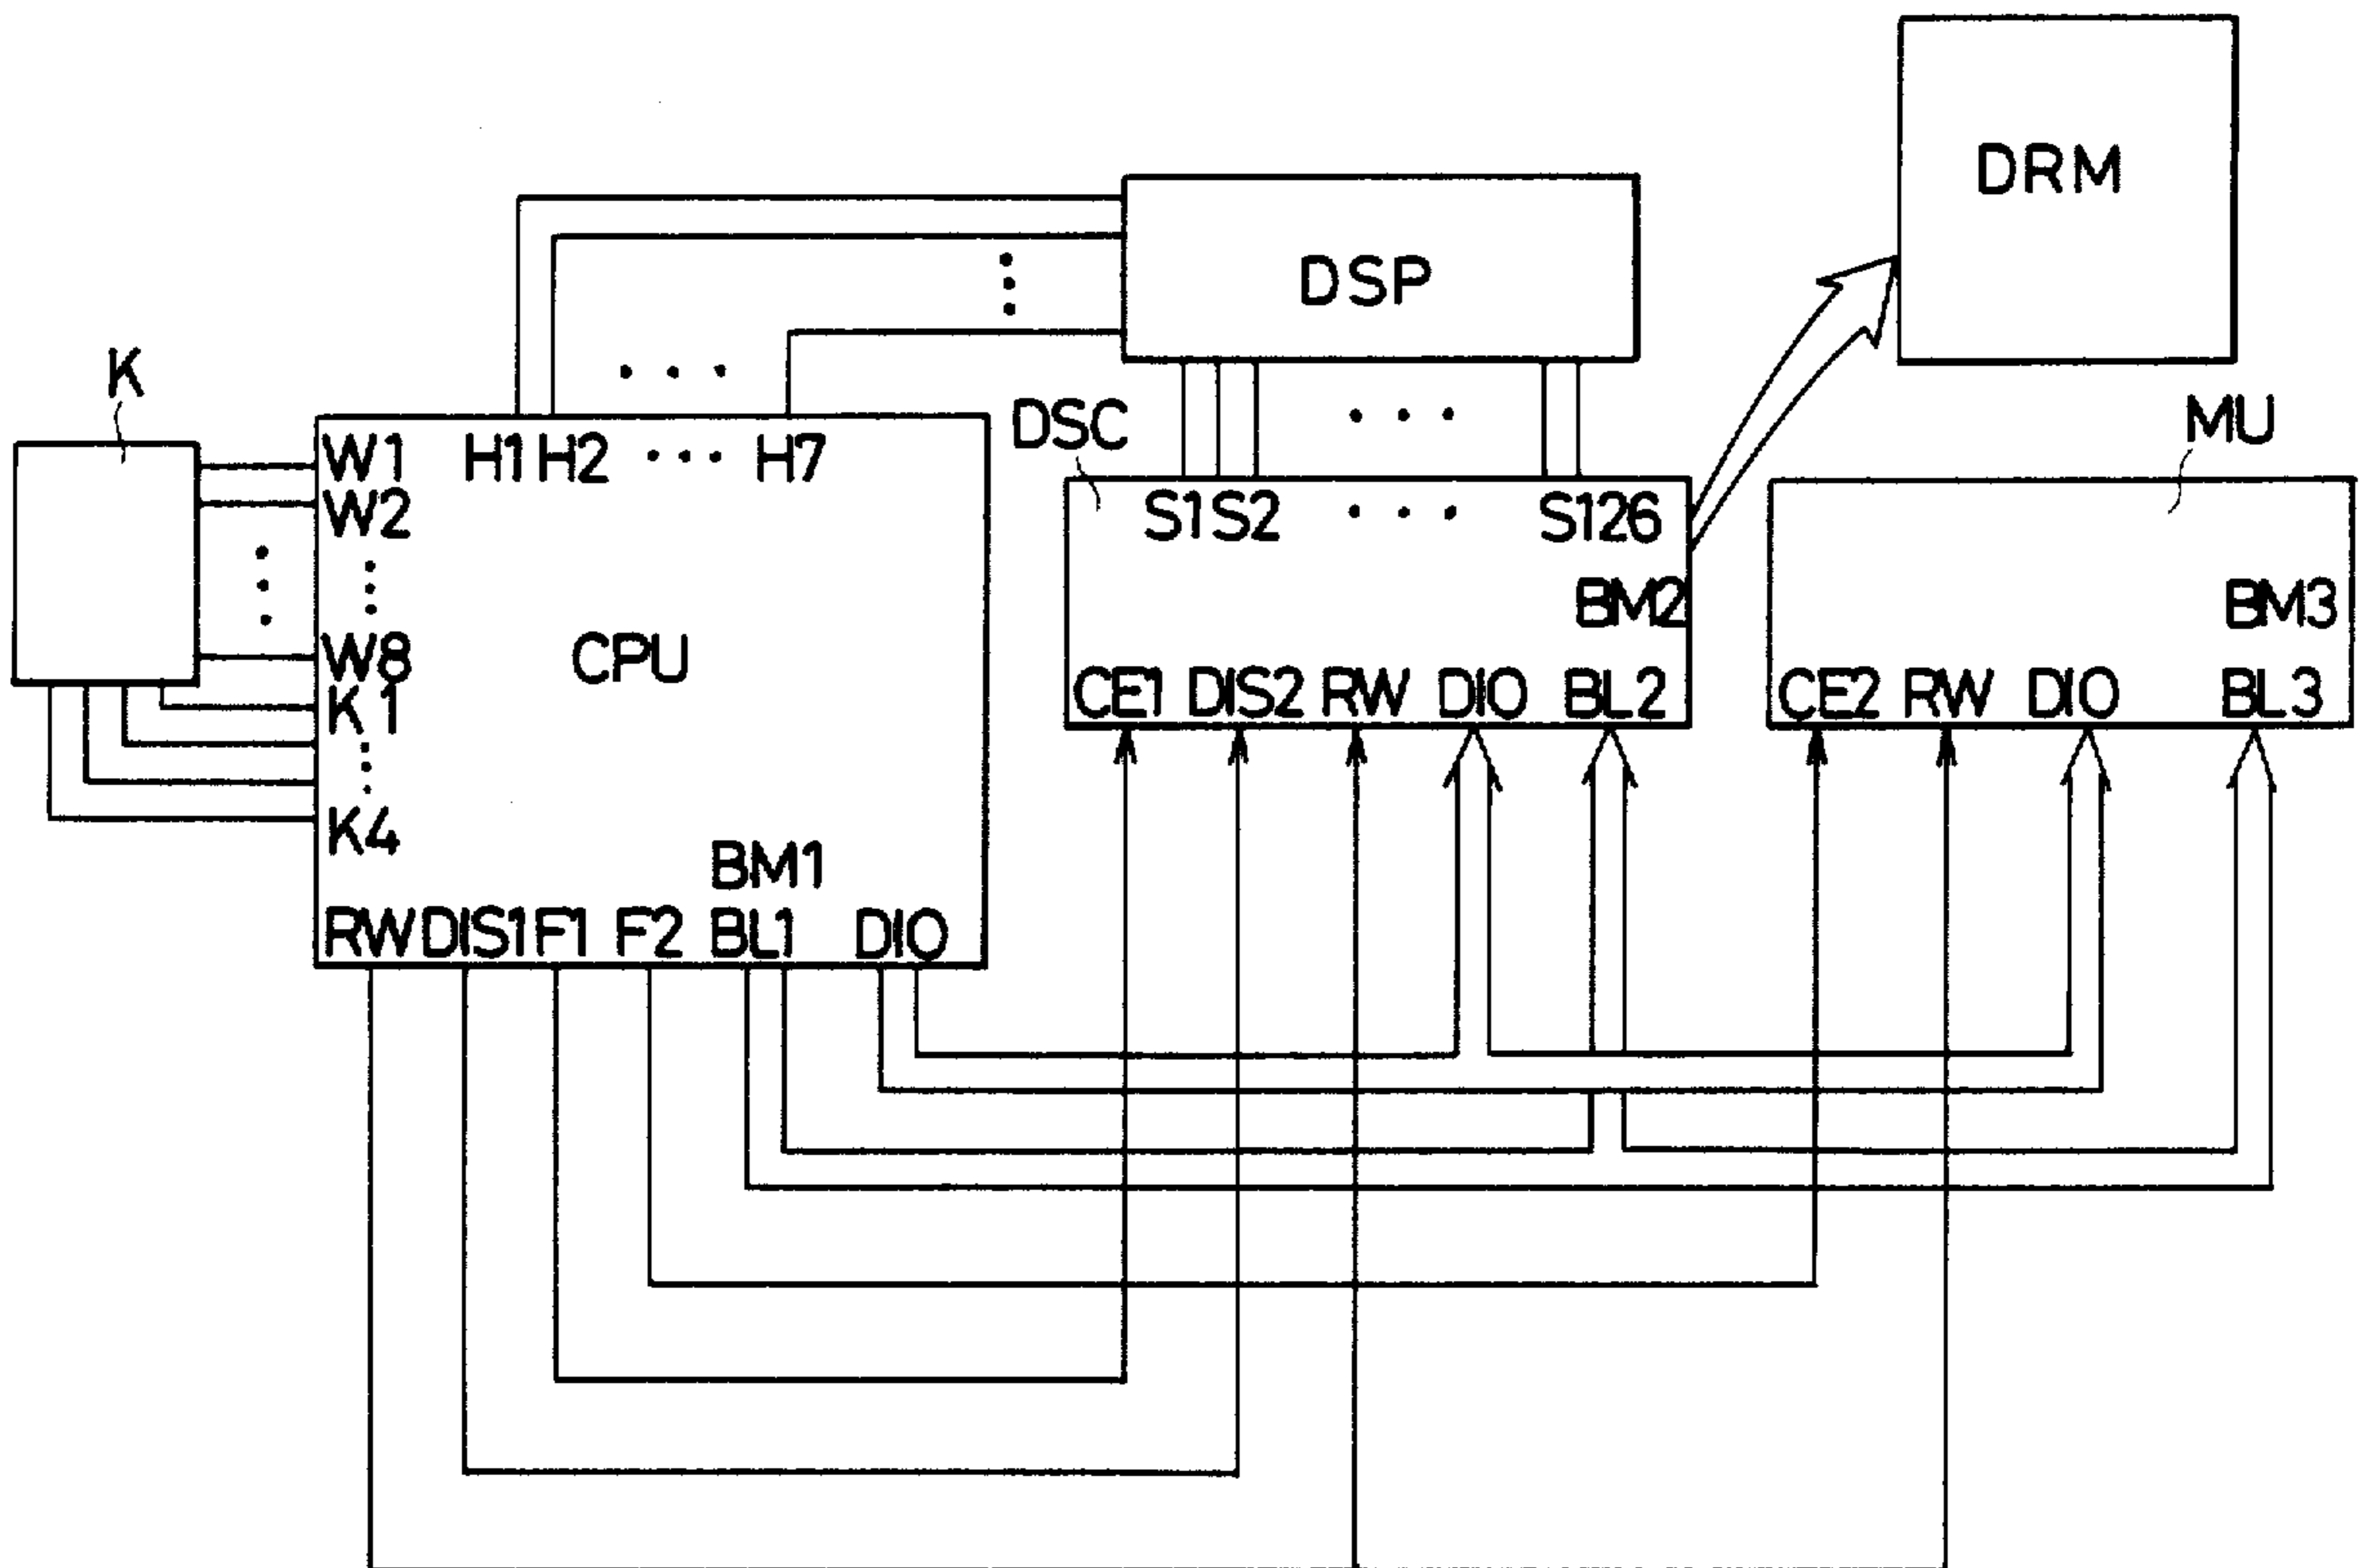 DRM
DSP
K
DSC
MU
W1 H1 H2 ... H7
W2
W8
K1
K4
CPU
BM1
RW DIS1 F1 F2 BL1 DIO
S1 S2 ... S126
BM2
CE1 DIS2 RW DIO BL2
BM3
CE2 RW DIO BL3